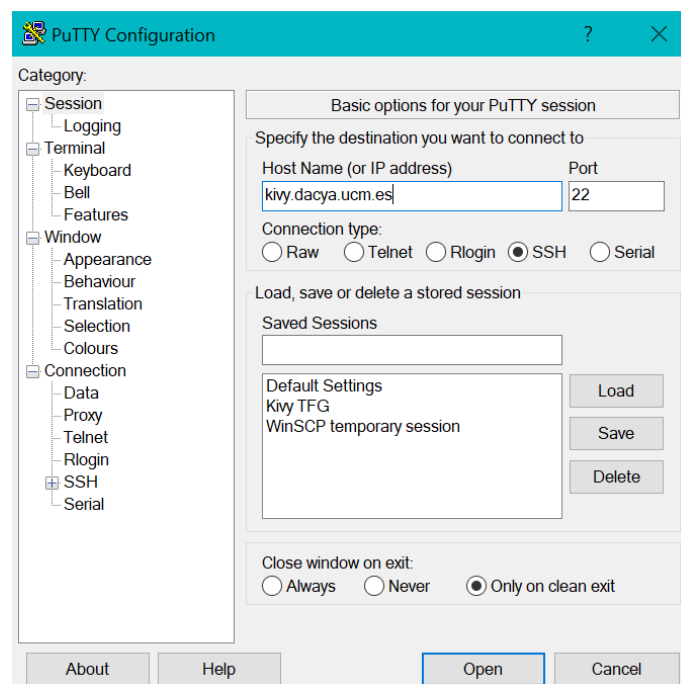 PuTTY Configuration
?
Category:
Session
Logging
Terminal
Keyboard
Bell
Features
Window
Appearance
Behaviour
Translation
Selection
Colours
Connection
Data
Proxy
Telnet
Rlogin
SSH
Serial
Basic options for your PuTTY session
Specify the destination you want to connect to
Host Name (or IP address) Port
kivy.dacya.ucm.es 22
Connection type:
Raw Telnet Rlogin SSH Serial
Load, save or delete a stored session
Saved Sessions
Default Settings
Kivy TFG
WinSCP temporary session
Load
Save
Delete
Close window on exit:
Always Never Only on clean exit
About Help Open Cancel